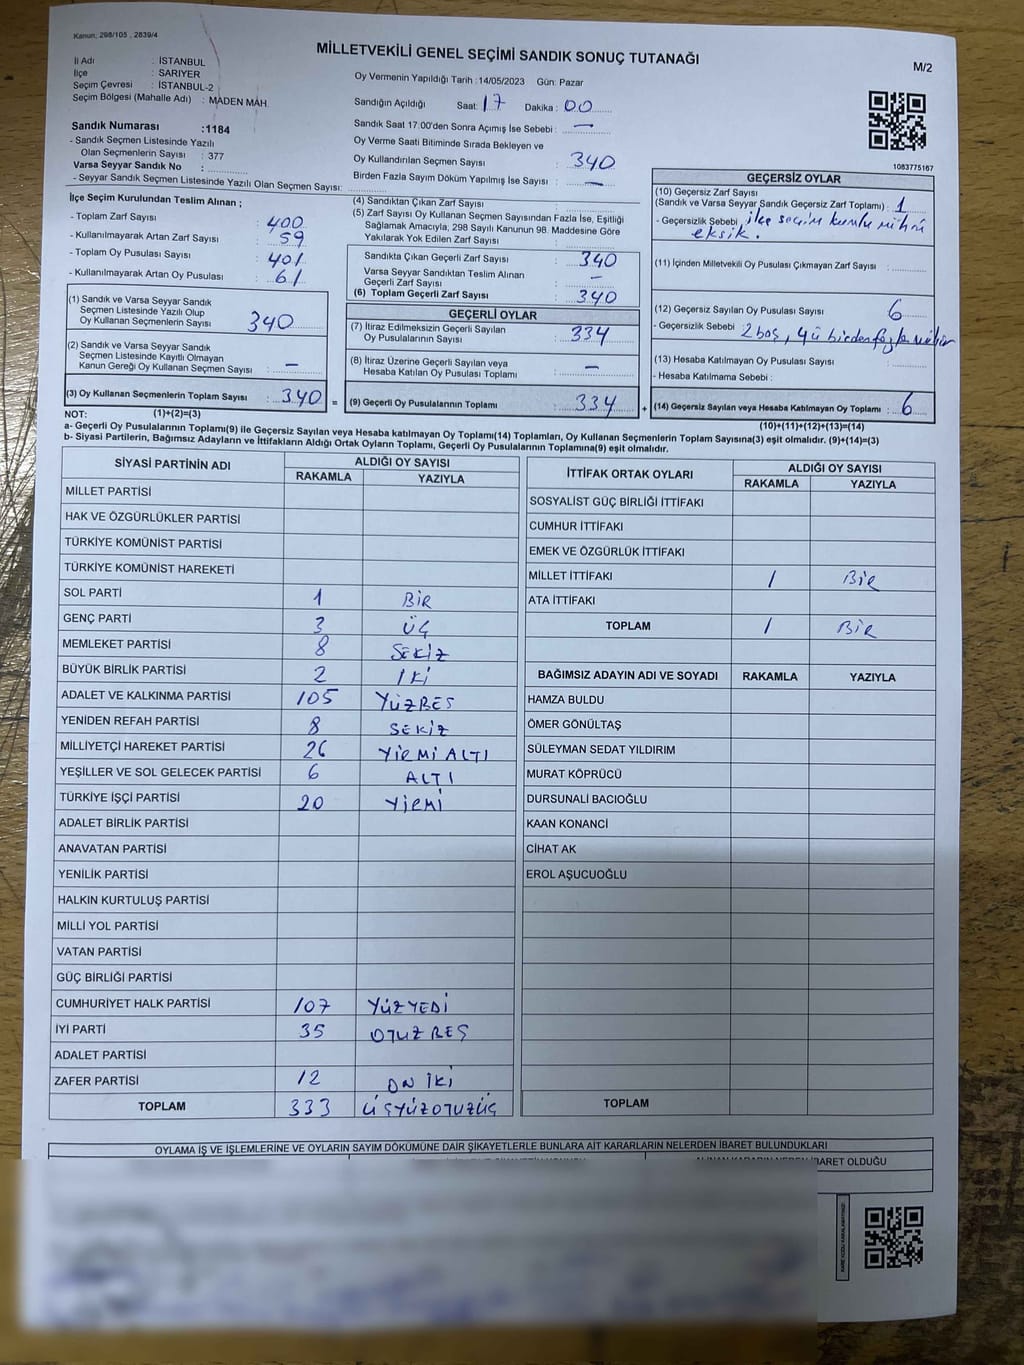 Kanun, 298/105 , 2839/4
MİLLETVEKİLİ GENEL SEÇİMİ SANDIK SONUÇ TUTANAĞI
M/2
İl Adı : İSTANBUL
İlçe : SARIYER
Seçim Çevresi : İSTANBUL-2
Seçim Bölgesi (Mahalle Adı) : MADEN MAH.
Oy Vermenin Yapıldığı Tarih : 14/05/2023 Gün: Pazar
Sandığın Açıldığı Saat: 17 Dakika : 00
Sandık Saat 17.00'den Sonra Açılmış İse Sebebi : —
Oy Verme Saati Bitiminde Sırada Bekleyen ve
Oy Kullandırılan Seçmen Sayısı : 340
Birden Fazla Sayım Döküm Yapılmış İse Sayısı : —
1083775167
Sandık Numarası :1184
- Sandık Seçmen Listesinde Yazılı
Olan Seçmenlerin Sayısı : 377
Varsa Seyyar Sandık No :
- Seyyar Sandık Seçmen Listesinde Yazılı Olan Seçmen Sayısı:
İlçe Seçim Kurulundan Teslim Alınan ;
- Toplam Zarf Sayısı : 400
- Kullanılmayarak Artan Zarf Sayısı : 59
- Toplam Oy Pusulası Sayısı : 401
- Kullanılmayarak Artan Oy Pusulası : 61
(1) Sandık ve Varsa Seyyar Sandık
Seçmen Listesinde Yazılı Olup
Oy Kullanan Seçmenlerin Sayısı : 340
(2) Sandık ve Varsa Seyyar Sandık
Seçmen Listesinde Kayıtlı Olmayan
Kanun Gereği Oy Kullanan Seçmen Sayısı : —
(3) Oy Kullanan Seçmenlerin Toplam Sayısı : 340
(4) Sandıktan Çıkan Zarf Sayısı :
(5) Zarf Sayısı Oy Kullanan Seçmen Sayısından Fazla İse, Eşitliği
Sağlamak Amacıyla, 298 Sayılı Kanunun 98. Maddesine Göre
Yakılarak Yok Edilen Zarf Sayısı :
Sandıkta Çıkan Geçerli Zarf Sayısı : 340
Varsa Seyyar Sandıktan Teslim Alınan
Geçerli Zarf Sayısı : —
(6) Toplam Geçerli Zarf Sayısı : 340
GEÇERLİ OYLAR
(7) İtiraz Edilmeksizin Geçerli Sayılan
Oy Pusulalarının Sayısı : 334
(8) İtiraz Üzerine Geçerli Sayılan veya
Hesaba Katılan Oy Pusulası Toplamı : —
= (9) Geçerli Oy Pusulalarının Toplamı : 334
GEÇERSİZ OYLAR
(10) Geçersiz Zarf Sayısı
(Sandık ve Varsa Seyyar Sandık Geçersiz Zarf Toplamı) : 1
- Geçersizlik Sebebi : ilçe seçim kurulu mührü
eksik.
(11) İçinden Milletvekili Oy Pusulası Çıkmayan Zarf Sayısı :
(12) Geçersiz Sayılan Oy Pusulası Sayısı : 6
- Geçersizlik Sebebi : 2 boş, 4ü birden fazla mühür
(13) Hesaba Katılmayan Oy Pusulası Sayısı :
- Hesaba Katılmama Sebebi :
+ (14) Geçersiz Sayılan veya Hesaba Katılmayan Oy Toplamı : 6
NOT: (1)+(2)=(3)
(10)+(11)+(12)+(13)=(14)
a- Geçerli Oy Pusulalarının Toplamı(9) ile Geçersiz Sayılan veya Hesaba katılmayan Oy Toplamı(14) Toplamları, Oy Kullanan Seçmenlerin Toplam Sayısına(3) eşit olmalıdır. (9)+(14)=(3)
b- Siyasi Partilerin, Bağımsız Adayların ve İttifakların Aldığı Ortak Oyların Toplamı, Geçerli Oy Pusulalarının Toplamına(9) eşit olmalıdır.
SİYASİ PARTİNİN ADI
ALDIĞI OY SAYISI
RAKAMLA YAZIYLA
MİLLET PARTİSİ
HAK VE ÖZGÜRLÜKLER PARTİSİ
TÜRKİYE KOMÜNİST PARTİSİ
TÜRKİYE KOMÜNİST HAREKETİ
SOL PARTİ 1 BİR
GENÇ PARTİ 3 ÜÇ
MEMLEKET PARTİSİ 8 SEKİZ
BÜYÜK BİRLİK PARTİSİ 2 İKİ
ADALET VE KALKINMA PARTİSİ 105 YÜZBEŞ
YENİDEN REFAH PARTİSİ 8 SEKİZ
MİLLİYETÇİ HAREKET PARTİSİ 26 YİRMİ ALTI
YEŞİLLER VE SOL GELECEK PARTİSİ 6 ALTI
TÜRKİYE İŞÇİ PARTİSİ 20 YİRMİ
ADALET BİRLİK PARTİSİ
ANAVATAN PARTİSİ
YENİLİK PARTİSİ
HALKIN KURTULUŞ PARTİSİ
MİLLİ YOL PARTİSİ
VATAN PARTİSİ
GÜÇ BİRLİĞİ PARTİSİ
CUMHURİYET HALK PARTİSİ 107 YÜZYEDİ
İYİ PARTİ 35 OTUZ BEŞ
ADALET PARTİSİ
ZAFER PARTİSİ 12 ON İKİ
TOPLAM 333 ÜÇYÜZOTUZÜÇ
İTTİFAK ORTAK OYLARI
ALDIĞI OY SAYISI
RAKAMLA YAZIYLA
SOSYALİST GÜÇ BİRLİĞİ İTTİFAKI
CUMHUR İTTİFAKI
EMEK VE ÖZGÜRLÜK İTTİFAKI
MİLLET İTTİFAKI 1 BİR
ATA İTTİFAKI
TOPLAM 1 BİR
BAĞIMSIZ ADAYIN ADI VE SOYADI RAKAMLA YAZIYLA
HAMZA BULDU
ÖMER GÖNÜLTAŞ
SÜLEYMAN SEDAT YILDIRIM
MURAT KÖPRÜCÜ
DURSUNALİ BACIOĞLU
KAAN KONANCİ
CİHAT AK
EROL AŞUCUOĞLU
TOPLAM
OYLAMA İŞ VE İŞLEMLERİNE VE OYLARIN SAYIM DÖKÜMÜNE DAİR ŞİKAYETLERLE BUNLARA AİT KARARLARIN NELERDEN İBARET BULUNDUKLARI
ALINAN KARARIN NEDEN İBARET OLDUĞU